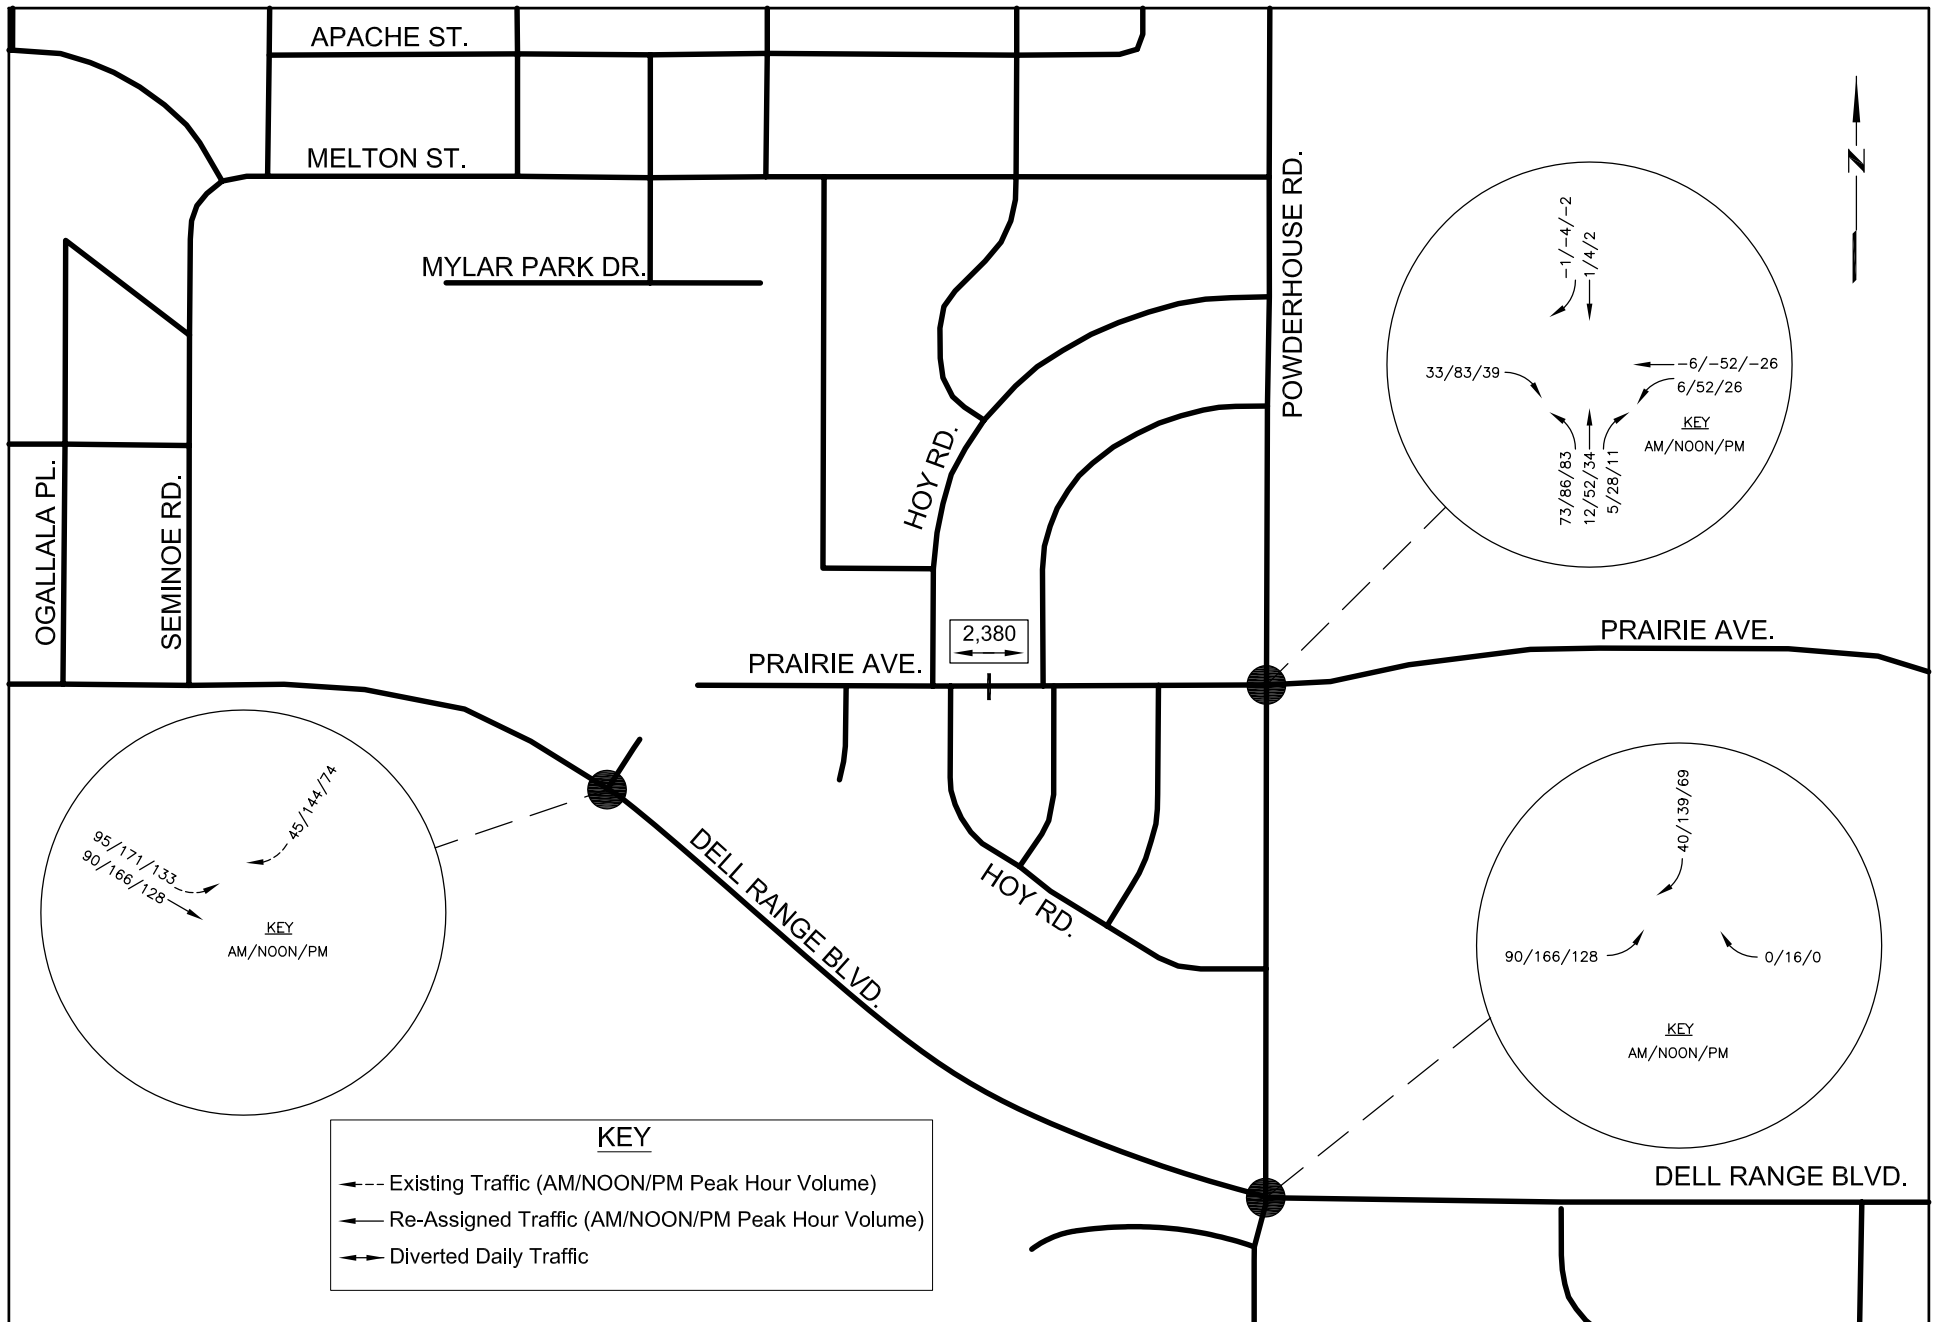 APACHE ST.
MELTON ST.
MYLAR PARK DR.
POWDERHOUSE RD.
N
-1/-4/-2
1/4/2
33/83/39
-6/-52/-26
6/52/26
KEY
AM/NOON/PM
73/86/83
12/52/34
5/28/11
HOY RD.
OGALLALA PL.
SEMINOE RD.
2,380
PRAIRIE AVE.
PRAIRIE AVE.
45/144/74
95/171/133
90/166/128
KEY
AM/NOON/PM
DELL RANGE BLVD.
HOY RD.
40/139/69
90/166/128
0/16/0
KEY
AM/NOON/PM
DELL RANGE BLVD.
KEY
Existing Traffic (AM/NOON/PM Peak Hour Volume)
Re-Assigned Traffic (AM/NOON/PM Peak Hour Volume)
Diverted Daily Traffic